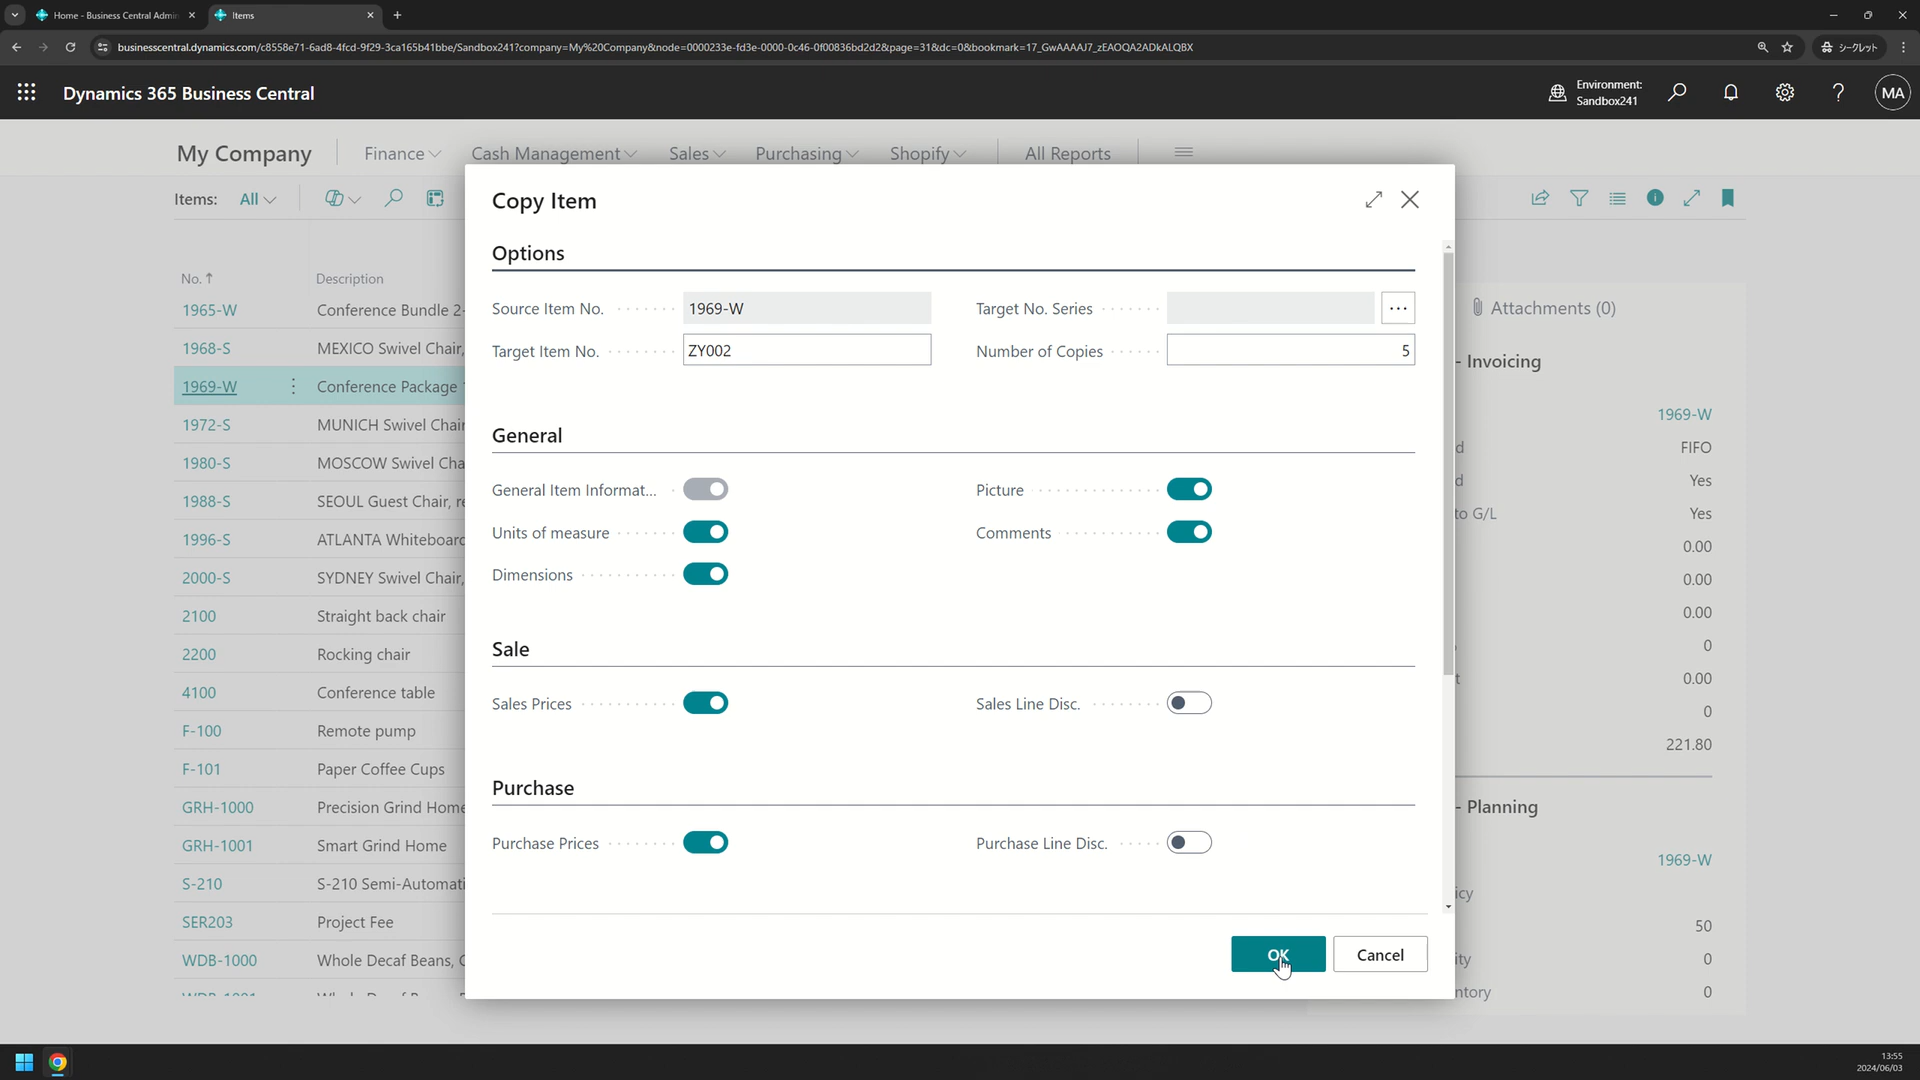 Home - Business Central Admin
Items
businesscentral.dynamics.com/c8558e71-6ad8-4fcd-9f29-3ca165b41bbe/Sandbox241?company=My%20Company&node=0000233e-fd3e-0000-0c46-0f00836bd2d2&page=31&dc=0&bookmark=17_GwAAAAJ7_zEAOQA2ADkALQBX
シークレット
Dynamics 365 Business Central
Environment:
Sandbox241
MA
My Company
Finance
Cash Management
Sales
Purchasing
Shopify
All Reports
Items:
All
No. ↑
Description
1965-W
Conference Bundle 2-
1968-S
MEXICO Swivel Chair,
1969-W
Conference Package
1972-S
MUNICH Swivel Chair
1980-S
MOSCOW Swivel Cha
1988-S
SEOUL Guest Chair, re
1996-S
ATLANTA Whiteboard
2000-S
SYDNEY Swivel Chair,
2100
Straight back chair
2200
Rocking chair
4100
Conference table
F-100
Remote pump
F-101
Paper Coffee Cups
GRH-1000
Precision Grind Home
GRH-1001
Smart Grind Home
S-210
S-210 Semi-Automati
SER203
Project Fee
WDB-1000
Whole Decaf Beans, C
Copy Item
Options
Source Item No.
1969-W
Target No. Series
...
Target Item No.
ZY002
Number of Copies
5
General
General Item Informat...
Picture
Units of measure
Comments
Dimensions
Sale
Sales Prices
Sales Line Disc.
Purchase
Purchase Prices
Purchase Line Disc.
OK
Cancel
Attachments (0)
- Invoicing
1969-W
d
FIFO
d
Yes
to G/L
Yes
0.00
0.00
0.00
0
t
0.00
0
221.80
- Planning
1969-W
icy
50
ity
0
ntory
0
13:55
2024/06/03